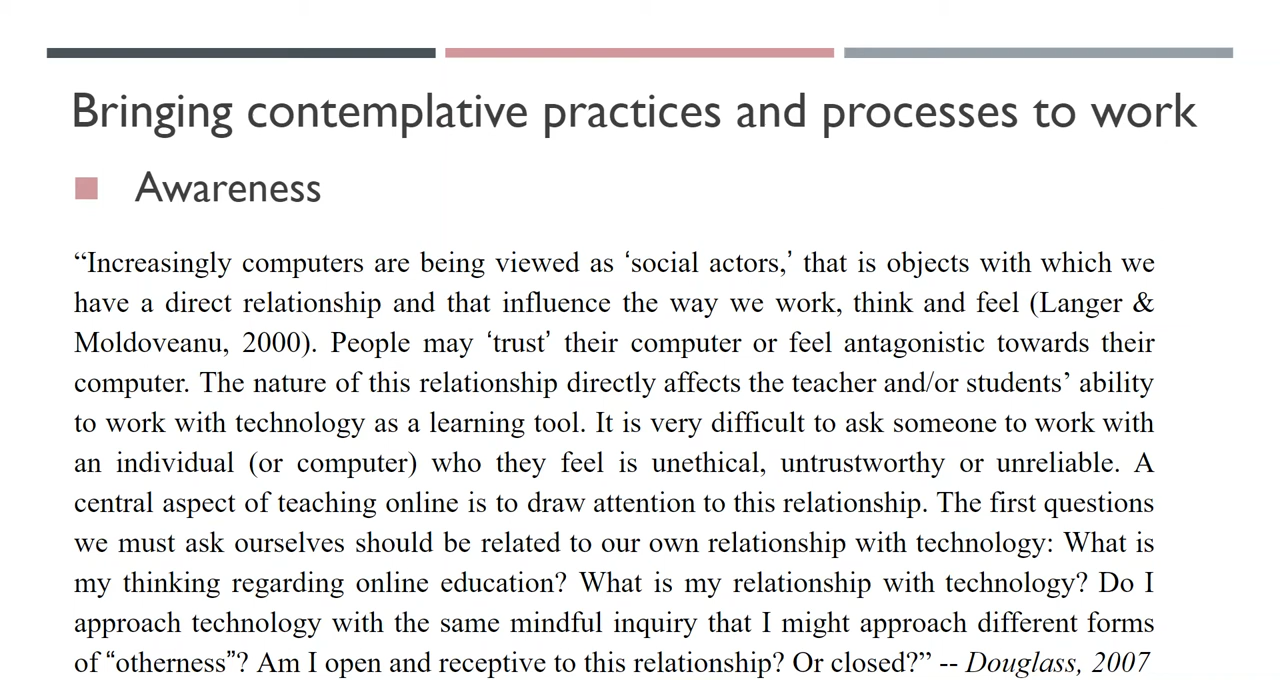 Bringing contemplative practices and processes to work
Awareness
“Increasingly computers are being viewed as ‘social actors,’ that is objects with which we
have a direct relationship and that influence the way we work, think and feel (Langer &
Moldoveanu, 2000). People may ‘trust’ their computer or feel antagonistic towards their
computer. The nature of this relationship directly affects the teacher and/or students’ ability
to work with technology as a learning tool. It is very difficult to ask someone to work with
an individual (or computer) who they feel is unethical, untrustworthy or unreliable. A
central aspect of teaching online is to draw attention to this relationship. The first questions
we must ask ourselves should be related to our own relationship with technology: What is
my thinking regarding online education? What is my relationship with technology? Do I
approach technology with the same mindful inquiry that I might approach different forms
of “otherness”? Am I open and receptive to this relationship? Or closed?” -- Douglass, 2007